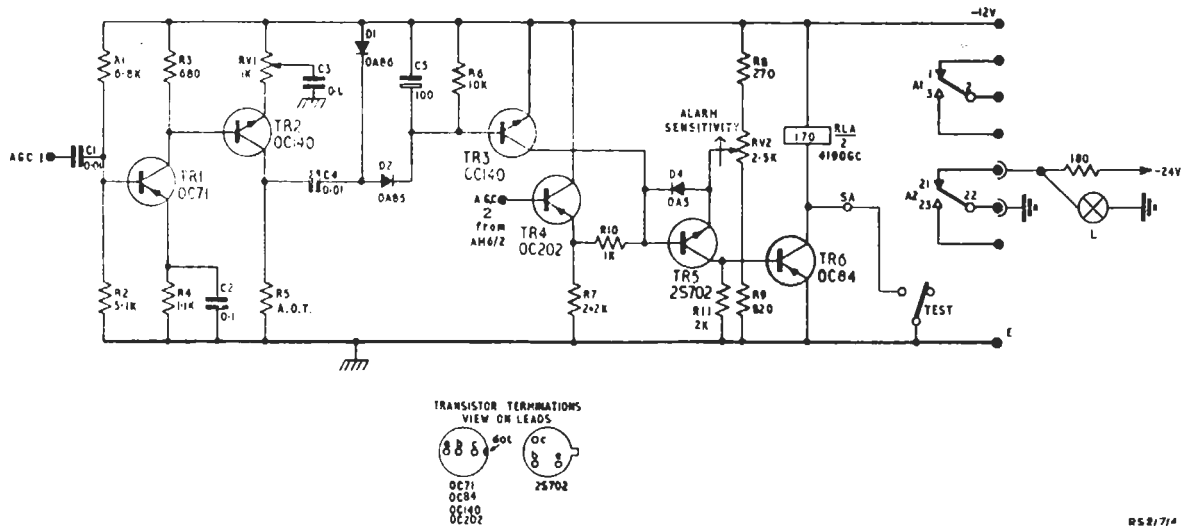 -12V
R1
6·8K
R3
680
RV1
1K
C3
0·1
D1
OA86
C5
100
R6
10K
R8
270
A1
1
2
3
TR2
OC140
ALARM
SENSITIVITY
RV2
2·5K
170
RLA
2
4190GC
AGC 1
C1
0·01
TR1
OC71
C4
0·01
D2
OA85
TR3
OC140
D4
OA5
180
-24V
AGC
2
from
AM6/2
TR4
OC202
R10
1K
TR5
2S702
TR6
OC84
SA
A2
21
22
23
L
R2
5·1K
R4
1·1K
C2
0·1
R5
A.O.T.
R7
2·2K
R11
2K
R9
820
TEST
E
TRANSISTOR TERMINATIONS
VIEW ON LEADS
e b c dot
c
b e
OC71
OC84
OC140
OC202
2S702
RS2/7/4